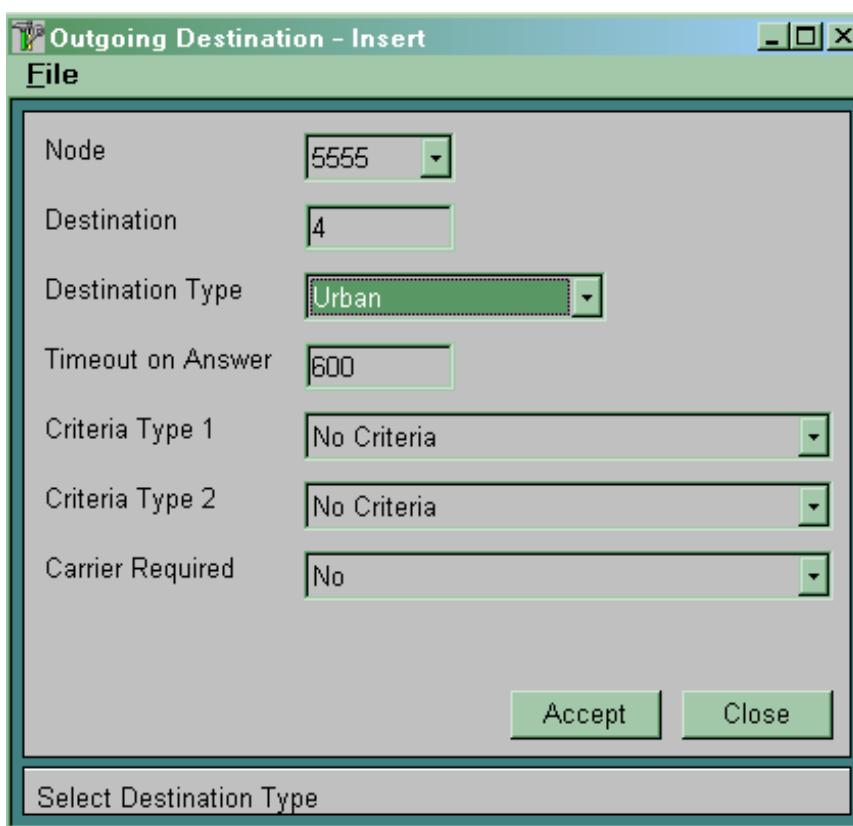 Outgoing Destination - Insert
File
Node 5555
Destination 4
Destination Type Urban
Timeout on Answer 600
Criteria Type 1 No Criteria
Criteria Type 2 No Criteria
Carrier Required No
Accept Close
Select Destination Type